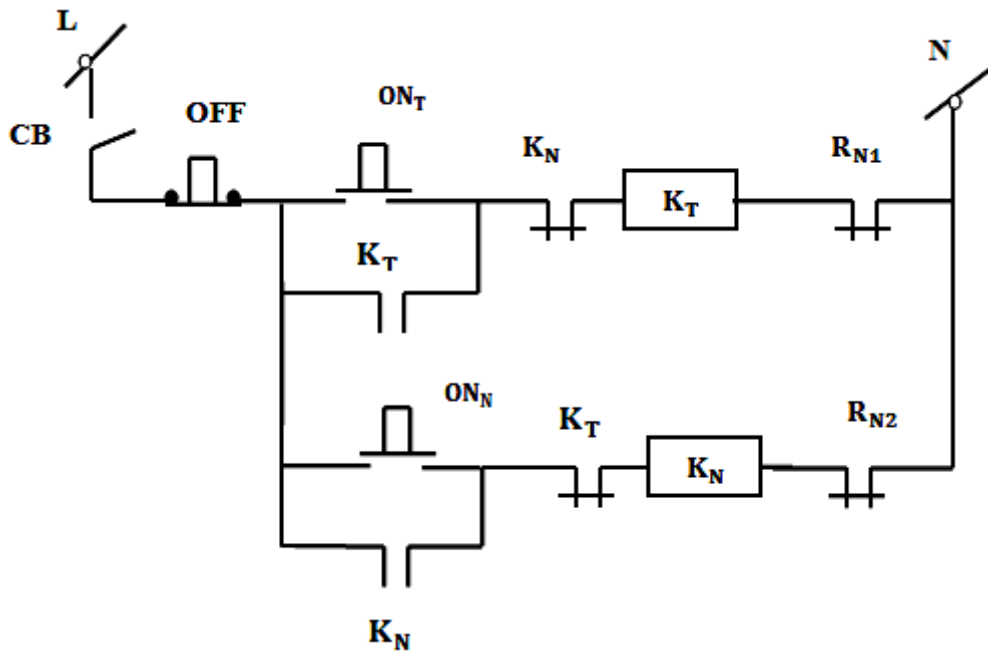 L
N
CB
OFF
ON_T
K_N
R_N1
K_T
K_T
ON_N
K_T
R_N2
K_N
K_N